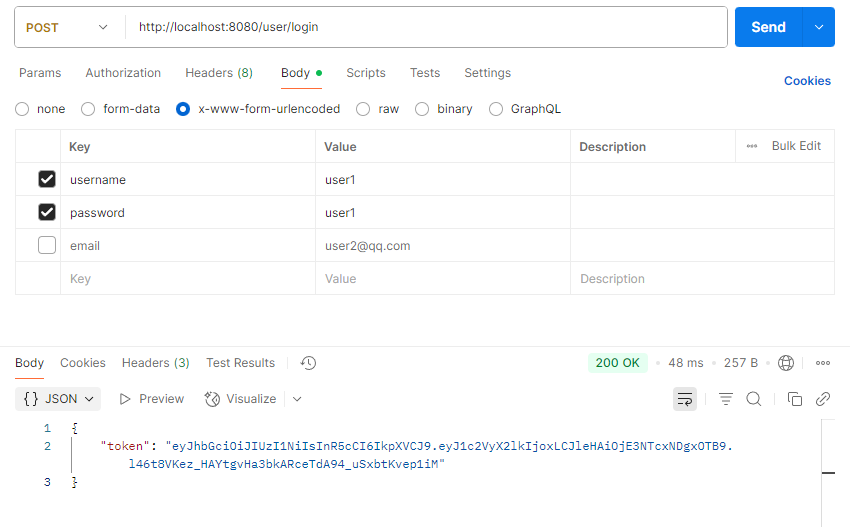 POST http://localhost:8080/user/login Send
Params Authorization Headers (8) Body Scripts Tests Settings Cookies
none form-data x-www-form-urlencoded raw binary GraphQL
Key Value Description Bulk Edit
username user1
password user1
email user2@qq.com
Key Value Description
Body Cookies Headers (3) Test Results 200 OK 48 ms 257 B
{} JSON Preview Visualize
1 {
2 "token": "eyJhbGciOiJIUzI1NiIsInR5cCI6IkpXVCJ9.eyJ1c2VyX2lkIjoxLCJleHAiOjE3NTcxNDgxOTB9.
l46t8VKez_HAYtgvHa3bkARceTdA94_uSxbtKvep1iM"
3 }